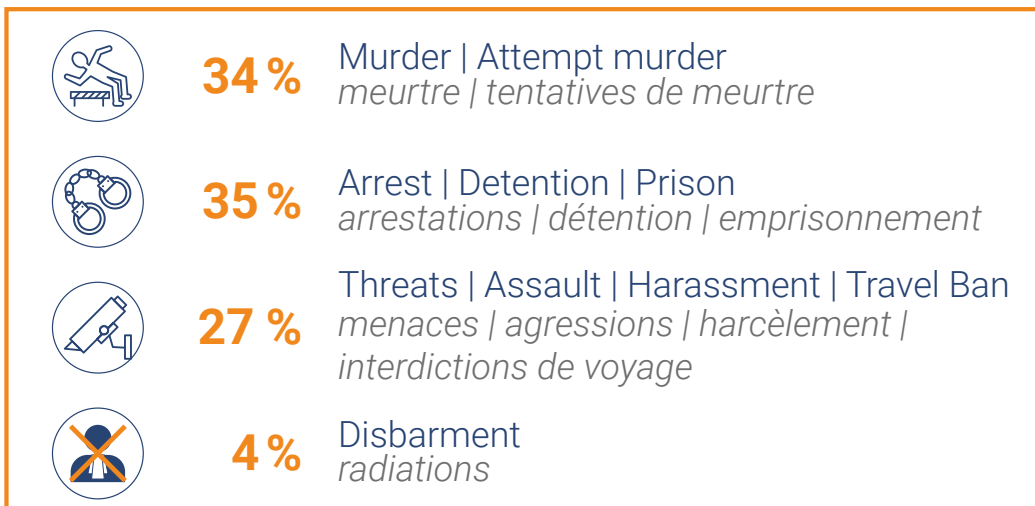 34 %
Murder | Attempt murder
meurtre | tentatives de meurtre
35 %
Arrest | Detention | Prison
arrestations | détention | emprisonnement
27 %
Threats | Assault | Harassment | Travel Ban
menaces | agressions | harcèlement |
interdictions de voyage
4 %
Disbarment
radiations